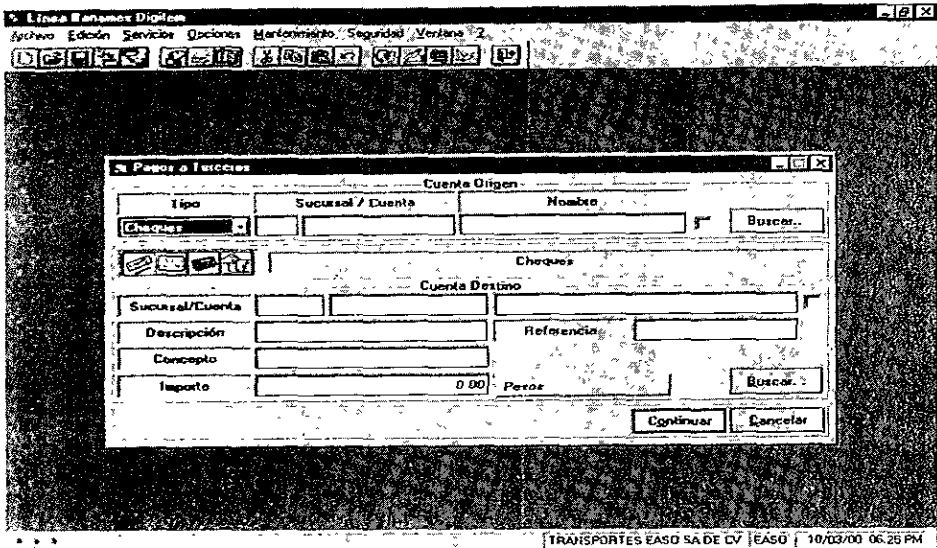 Línea Banamex Digitem
Archivo Edición Servicios Opciones Mantenimiento Seguridad Ventana ?
Pagos a Terceros
Cuenta Origen
Tipo Sucursal / Cuenta Nombre
Cheques Buscar..
Cheques
Cuenta Destino
Sucursal/Cuenta
Descripción Referencia
Concepto
Importe 0.00 Pesos Buscar..
Continuar Cancelar
TRANSPORTES EASO SA DE CV EASO 10/03/00 06:25 PM